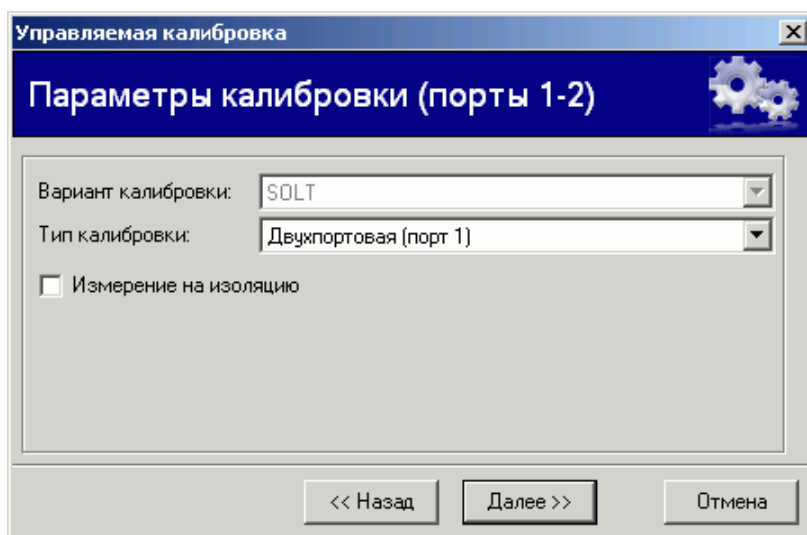 Управляемая калибровка
Параметры калибровки (порты 1-2)
Вариант калибровки: SOLT
Тип калибровки: Двухпортовая (порт 1)
Измерение на изоляцию
<< Назад Далее >> Отмена